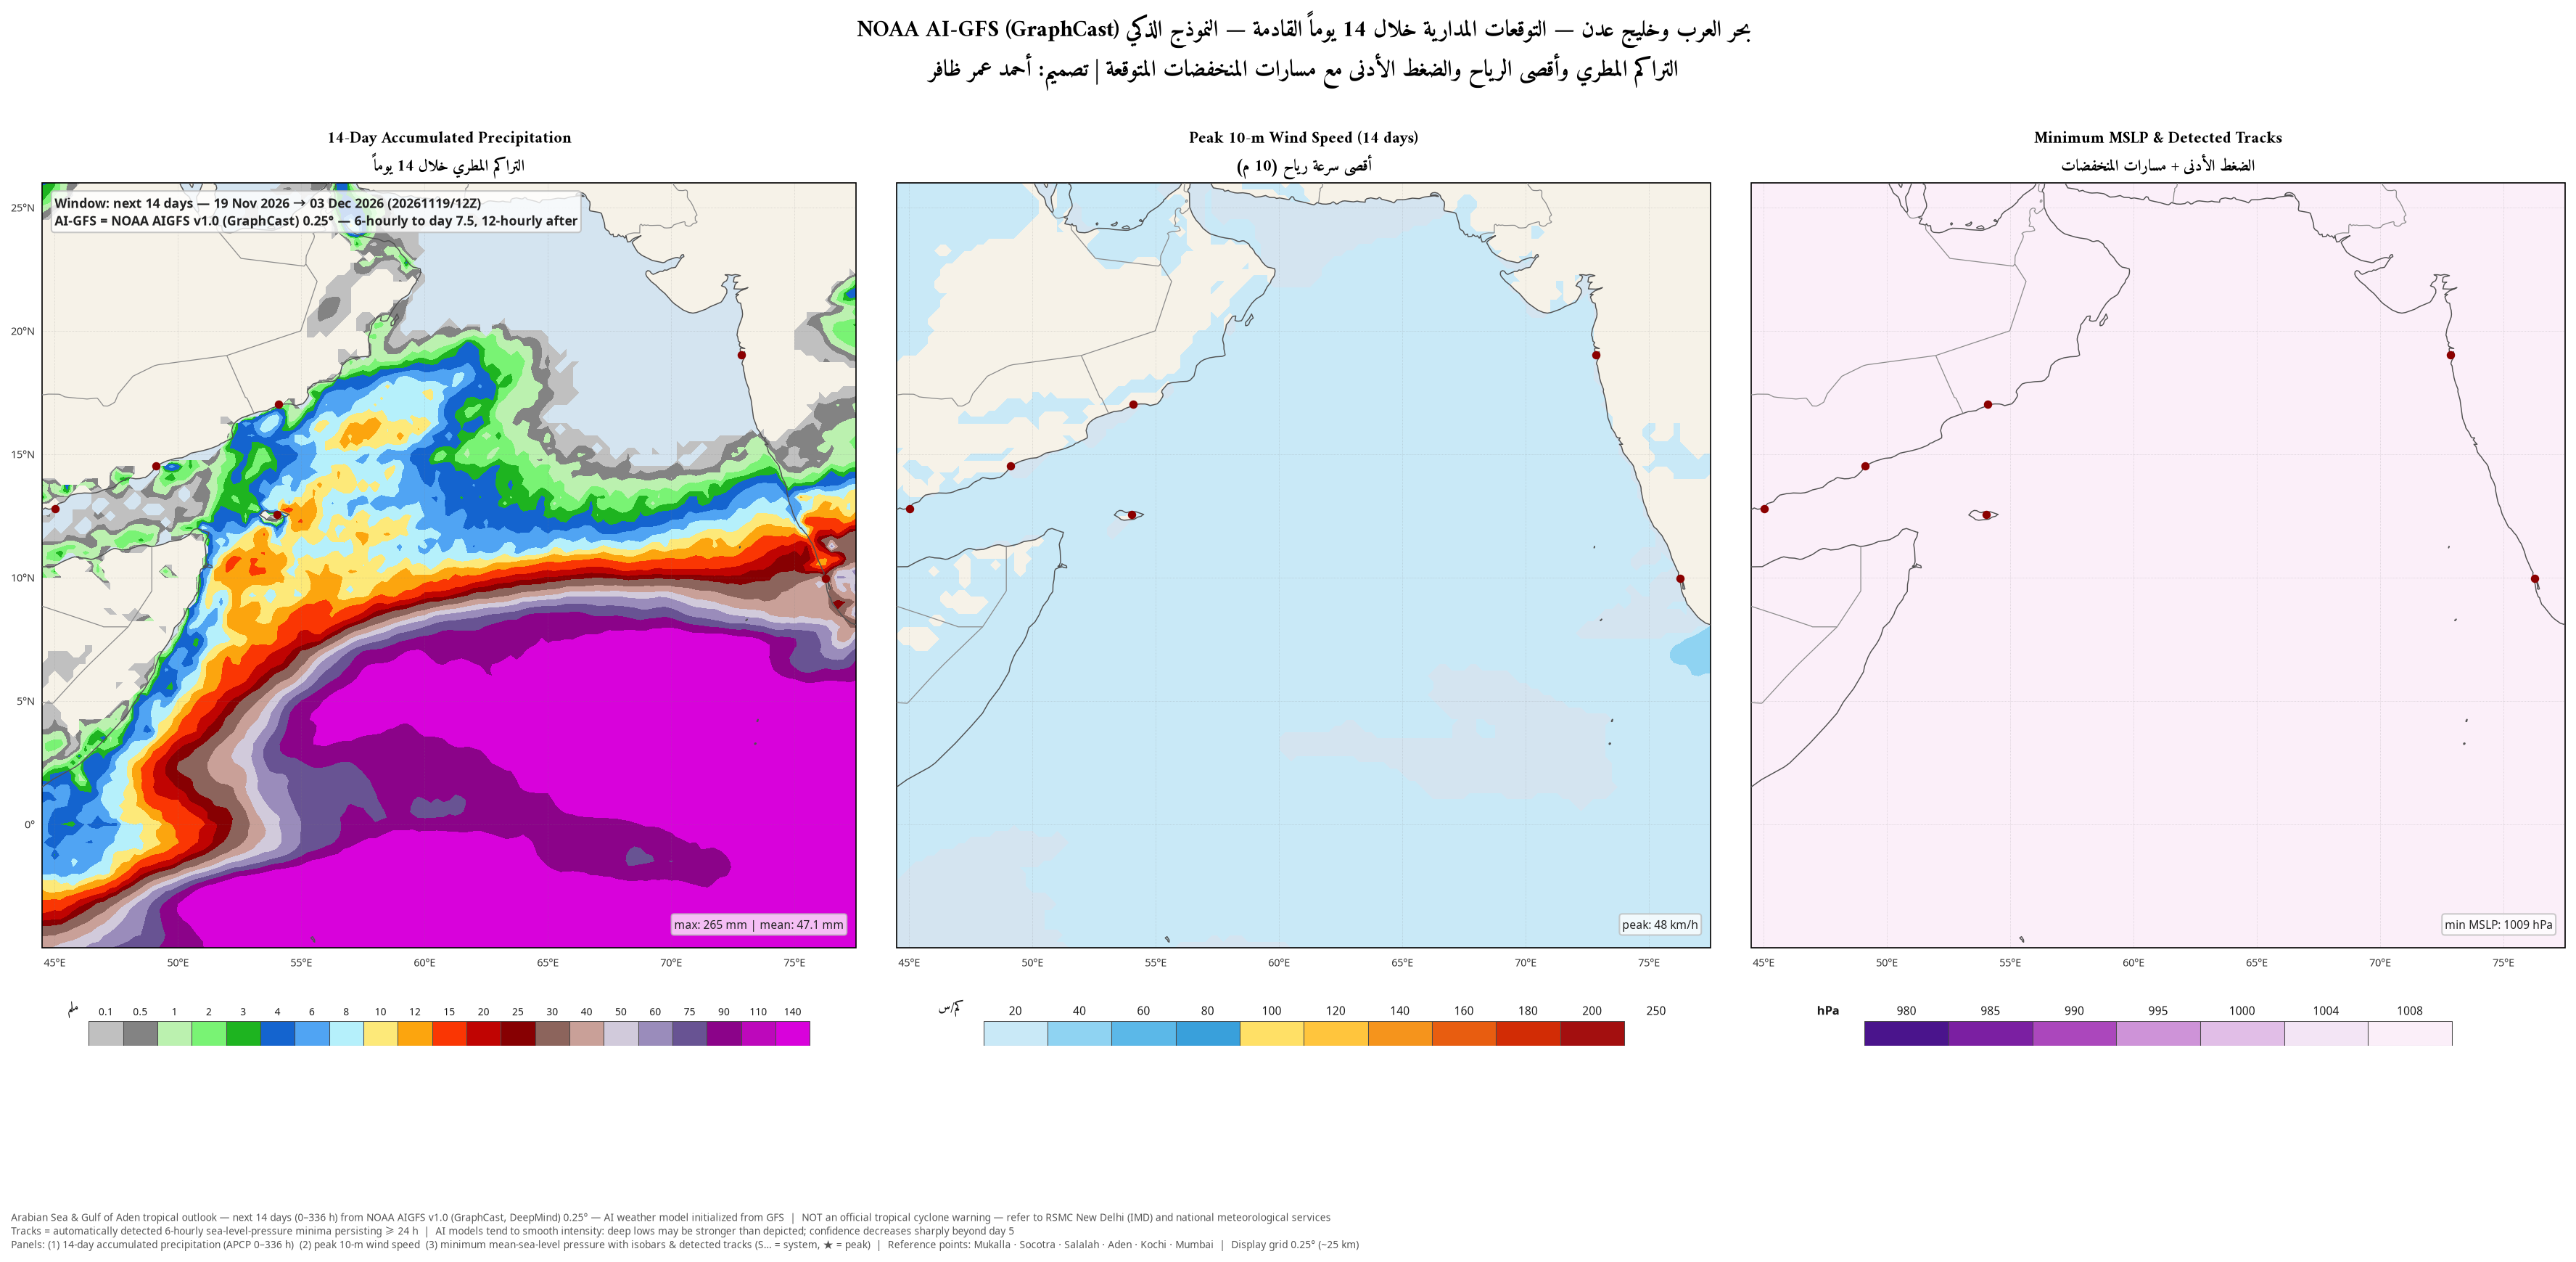 بحر العرب وخليج عدن — التوقعات المدارية خلال 14 يوماً القادمة — النموذج الذكي NOAA AI-GFS (GraphCast)
التراكم المطري وأقصى الرياح والضغط الأدنى مع مسارات المنخفضات المتوقعة | تصميم: أحمد عمر ظافر
14-Day Accumulated Precipitation
التراكم المطري خلال 14 يوماً
Window: next 14 days — 19 Nov 2026 → 03 Dec 2026 (20261119/12Z)
AI-GFS = NOAA AIGFS v1.0 (GraphCast) 0.25° — 6-hourly to day 7.5, 12-hourly after
25°N
20°N
15°N
10°N
5°N
0°
max: 265 mm | mean: 47.1 mm
45°E 50°E 55°E 60°E 65°E 70°E 75°E
ملم
0.1 0.5 1 2 3 4 6 8 10 12 15 20 25 30 40 50 60 75 90 110 140
Peak 10-m Wind Speed (14 days)
أقصى سرعة رياح (10 م)
peak: 48 km/h
45°E 50°E 55°E 60°E 65°E 70°E 75°E
كم/س
20 40 60 80 100 120 140 160 180 200 250
Minimum MSLP & Detected Tracks
الضغط الأدنى + مسارات المنخفضات
min MSLP: 1009 hPa
45°E 50°E 55°E 60°E 65°E 70°E 75°E
hPa
980 985 990 995 1000 1004 1008
Arabian Sea & Gulf of Aden tropical outlook — next 14 days (0–336 h) from NOAA AIGFS v1.0 (GraphCast, DeepMind) 0.25° — AI weather model initialized from GFS | NOT an official tropical cyclone warning — refer to RSMC New Delhi (IMD) and national meteorological services
Tracks = automatically detected 6-hourly sea-level-pressure minima persisting ⩾ 24 h | AI models tend to smooth intensity: deep lows may be stronger than depicted; confidence decreases sharply beyond day 5
Panels: (1) 14-day accumulated precipitation (APCP 0–336 h) (2) peak 10-m wind speed (3) minimum mean-sea-level pressure with isobars & detected tracks (S... = system, ★ = peak) | Reference points: Mukalla · Socotra · Salalah · Aden · Kochi · Mumbai | Display grid 0.25° (~25 km)